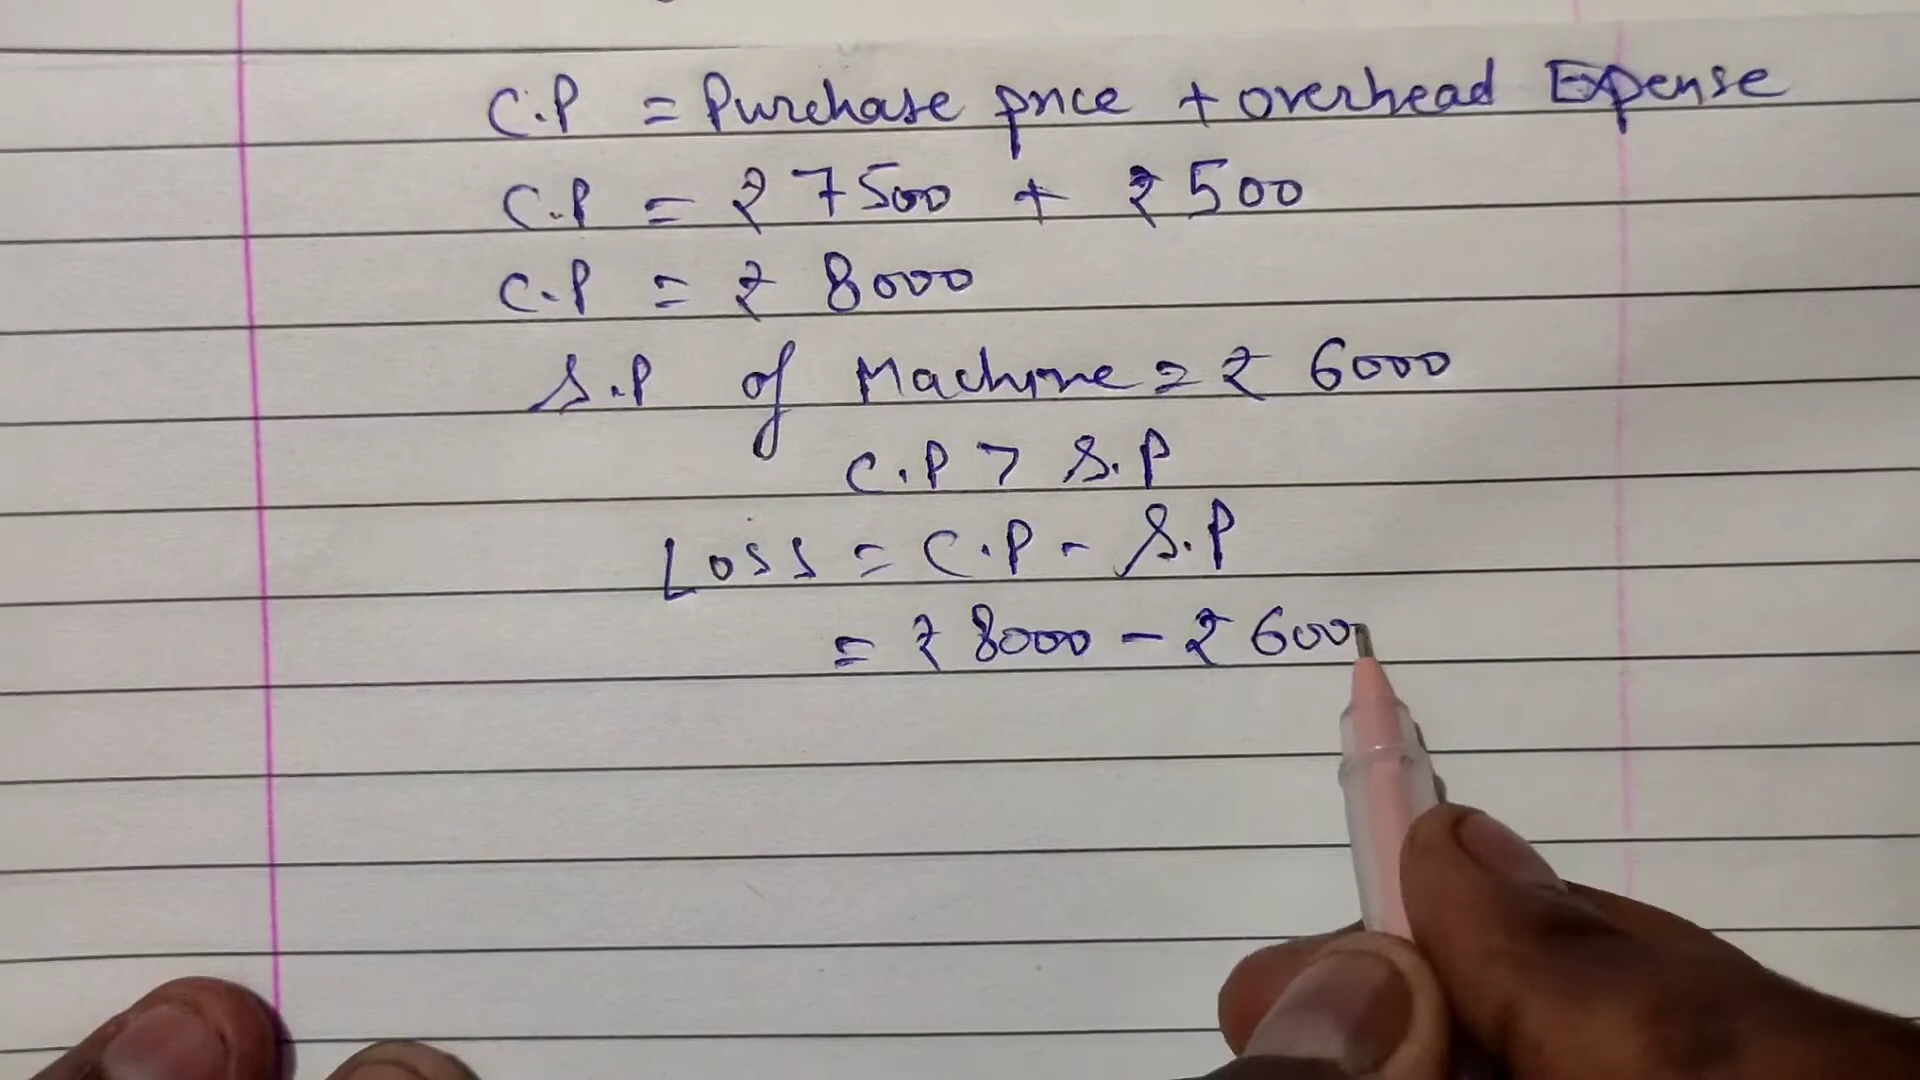 C.P = Purchase price + overhead Expense
C.P = ₹ 7500 + ₹ 500
C.P = ₹ 8000
S.P of Machine = ₹ 6000
C.P > S.P
Loss = C.P - S.P
= ₹ 8000 - ₹ 6000